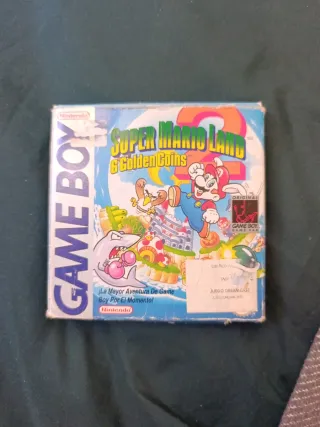 Nintendo
GAME BOY
SUPER MARIO LAND
2
6 Golden Coins
ORIGINAL
GAME BOY
¡La Mayor Aventura De Game
Boy Por El Momento!
Nintendo